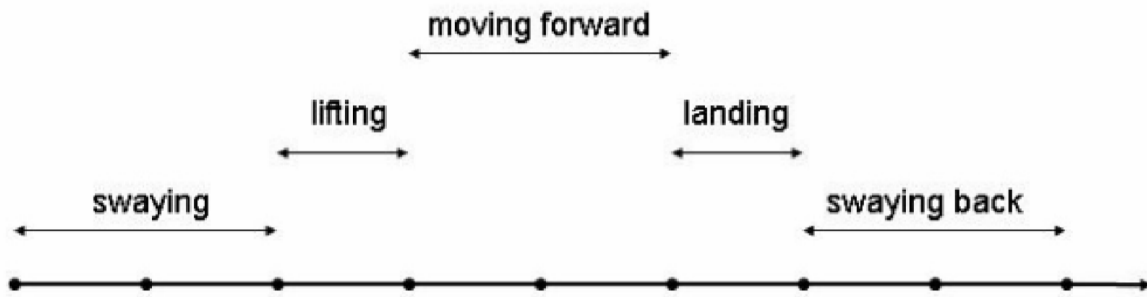 moving forward
lifting
landing
swaying
swaying back